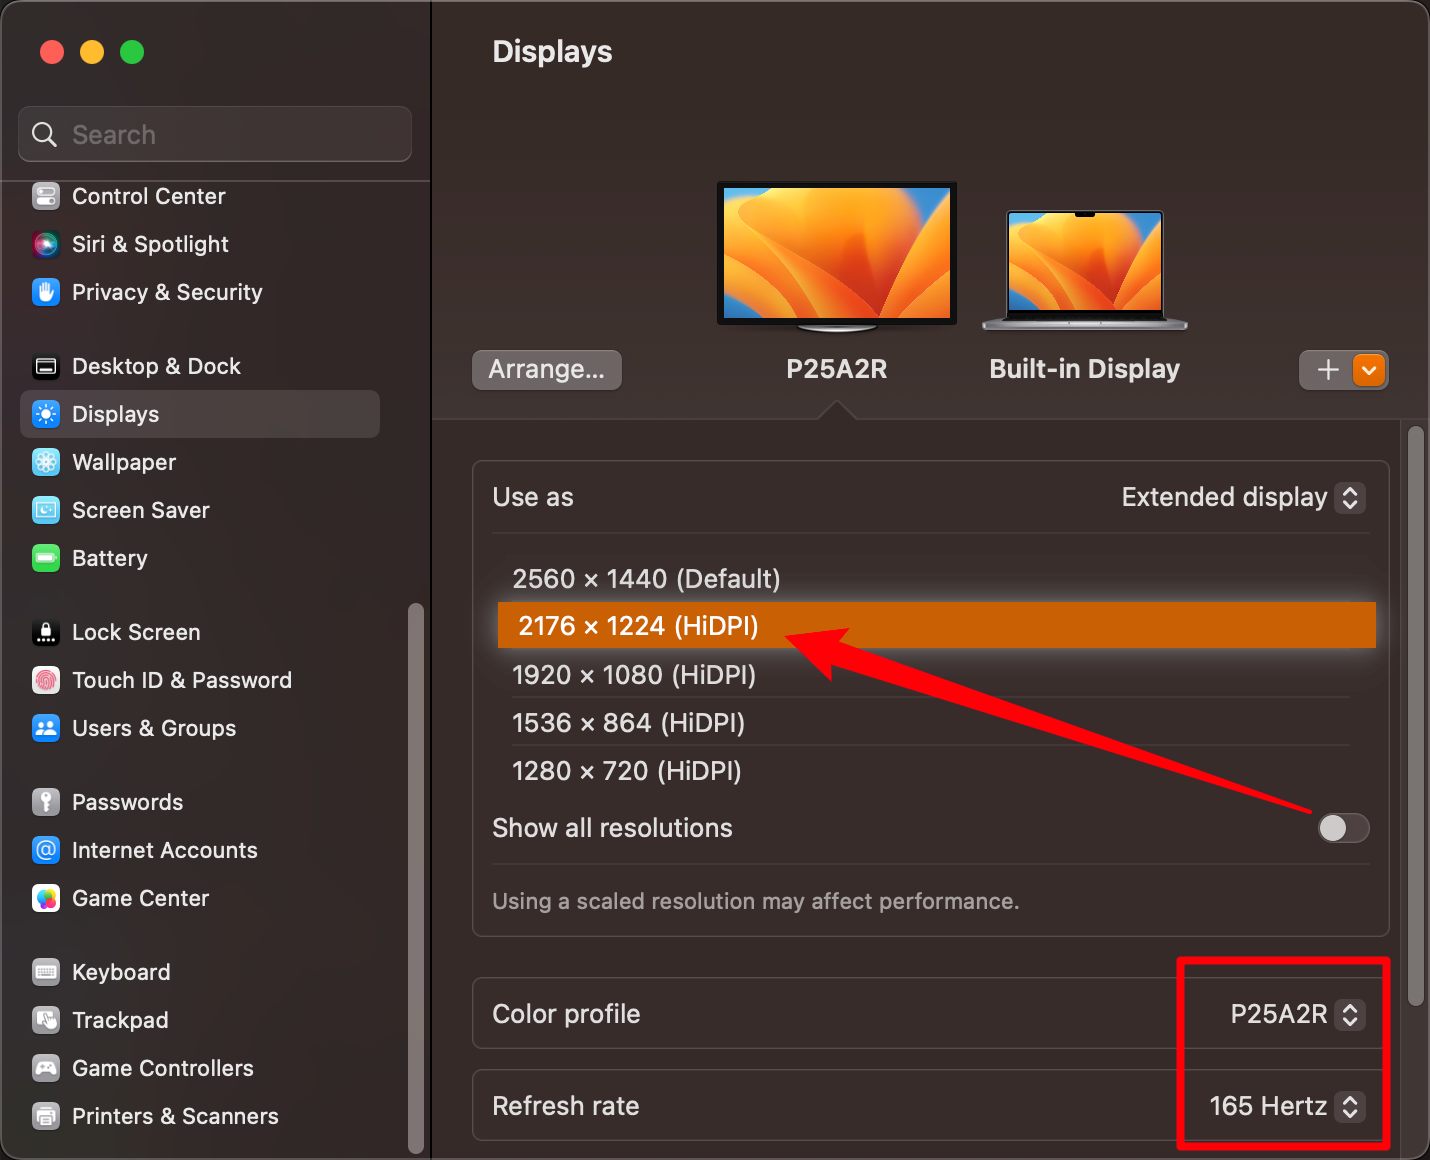 Search
Control Center
Siri & Spotlight
Privacy & Security
Desktop & Dock
Displays
Wallpaper
Screen Saver
Battery
Lock Screen
Touch ID & Password
Users & Groups
Passwords
Internet Accounts
Game Center
Keyboard
Trackpad
Game Controllers
Printers & Scanners
Displays
Arrange...
P25A2R
Built-in Display
Use as
Extended display
2560 × 1440 (Default)
2176 × 1224 (HiDPI)
1920 × 1080 (HiDPI)
1536 × 864 (HiDPI)
1280 × 720 (HiDPI)
Show all resolutions
Using a scaled resolution may affect performance.
Color profile
P25A2R
Refresh rate
165 Hertz